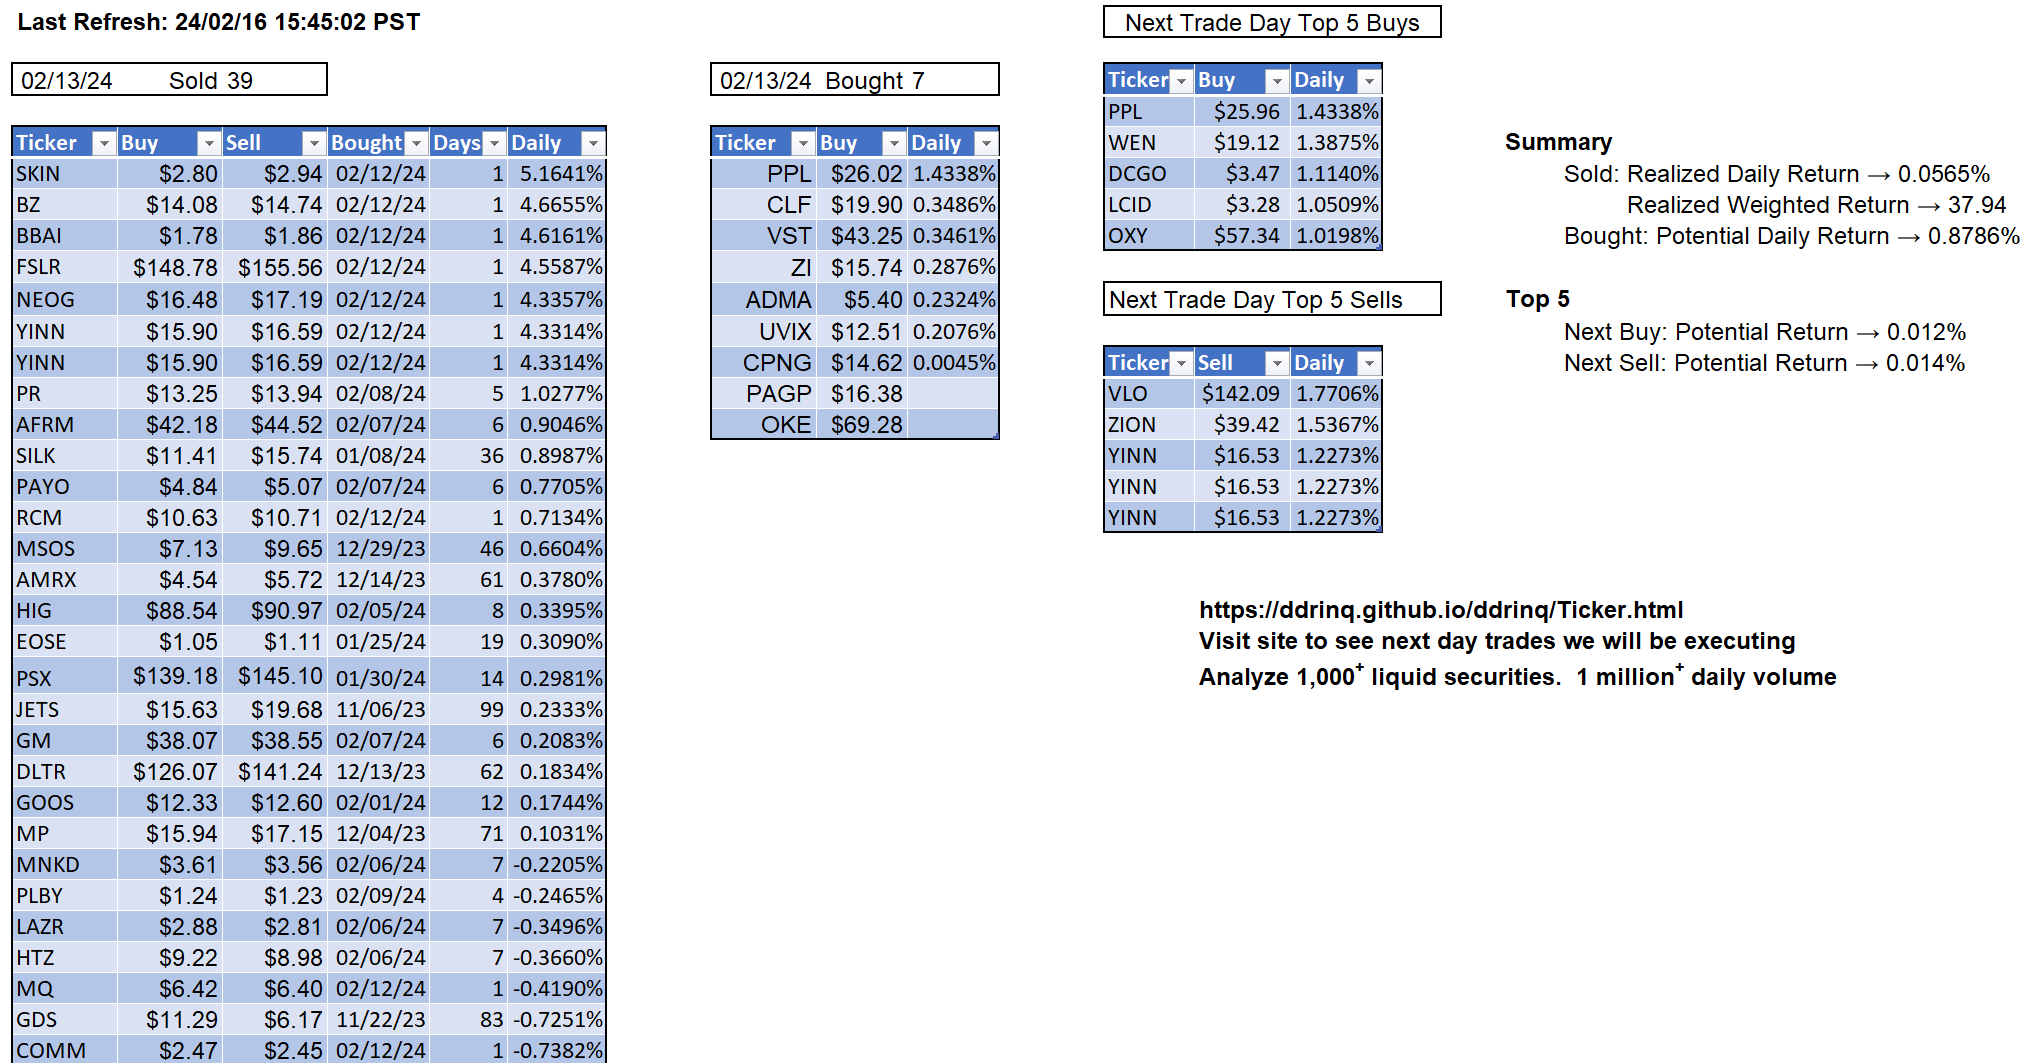 Last Refresh: 24/02/16 15:45:02 PST
02/13/24 Sold 39
Ticker Buy Sell Bought Days Daily
SKIN $2.80 $2.94 02/12/24 1 5.1641%
BZ $14.08 $14.74 02/12/24 1 4.6655%
BBAI $1.78 $1.86 02/12/24 1 4.6161%
FSLR $148.78 $155.56 02/12/24 1 4.5587%
NEOG $16.48 $17.19 02/12/24 1 4.3357%
YINN $15.90 $16.59 02/12/24 1 4.3314%
YINN $15.90 $16.59 02/12/24 1 4.3314%
PR $13.25 $13.94 02/08/24 5 1.0277%
AFRM $42.18 $44.52 02/07/24 6 0.9046%
SILK $11.41 $15.74 01/08/24 36 0.8987%
PAYO $4.84 $5.07 02/07/24 6 0.7705%
RCM $10.63 $10.71 02/12/24 1 0.7134%
MSOS $7.13 $9.65 12/29/23 46 0.6604%
AMRX $4.54 $5.72 12/14/23 61 0.3780%
HIG $88.54 $90.97 02/05/24 8 0.3395%
EOSE $1.05 $1.11 01/25/24 19 0.3090%
PSX $139.18 $145.10 01/30/24 14 0.2981%
JETS $15.63 $19.68 11/06/23 99 0.2333%
GM $38.07 $38.55 02/07/24 6 0.2083%
DLTR $126.07 $141.24 12/13/23 62 0.1834%
GOOS $12.33 $12.60 02/01/24 12 0.1744%
MP $15.94 $17.15 12/04/23 71 0.1031%
MNKD $3.61 $3.56 02/06/24 7 -0.2205%
PLBY $1.24 $1.23 02/09/24 4 -0.2465%
LAZR $2.88 $2.81 02/06/24 7 -0.3496%
HTZ $9.22 $8.98 02/06/24 7 -0.3660%
MQ $6.42 $6.40 02/12/24 1 -0.4190%
GDS $11.29 $6.17 11/22/23 83 -0.7251%
COMM $2.47 $2.45 02/12/24 1 -0.7382%
02/13/24 Bought 7
Ticker Buy Daily
PPL $26.02 1.4338%
CLF $19.90 0.3486%
VST $43.25 0.3461%
ZI $15.74 0.2876%
ADMA $5.40 0.2324%
UVIX $12.51 0.2076%
CPNG $14.62 0.0045%
PAGP $16.38
OKE $69.28
Next Trade Day Top 5 Buys
Ticker Buy Daily
PPL $25.96 1.4338%
WEN $19.12 1.3875%
DCGO $3.47 1.1140%
LCID $3.28 1.0509%
OXY $57.34 1.0198%
Next Trade Day Top 5 Sells
Ticker Sell Daily
VLO $142.09 1.7706%
ZION $39.42 1.5367%
YINN $16.53 1.2273%
YINN $16.53 1.2273%
YINN $16.53 1.2273%
Summary
Sold: Realized Daily Return → 0.0565%
Realized Weighted Return → 37.94
Bought: Potential Daily Return → 0.8786%
Top 5
Next Buy: Potential Return → 0.012%
Next Sell: Potential Return → 0.014%
https://ddrinq.github.io/ddrinq/Ticker.html
Visit site to see next day trades we will be executing
Analyze 1,000+ liquid securities. 1 million+ daily volume